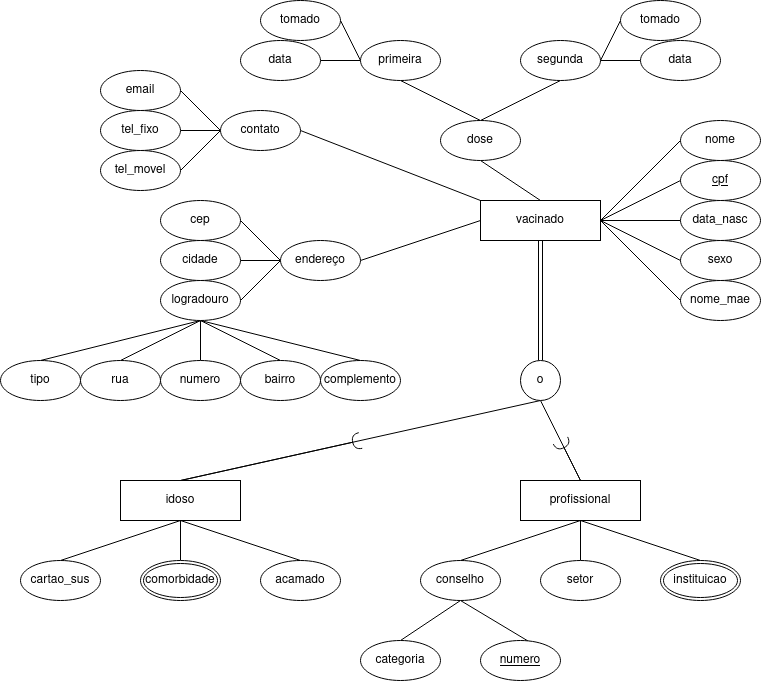 tomado
tomado
data
primeira
segunda
data
email
tel_fixo
contato
dose
nome
tel_movel
cpf
cep
vacinado
data_nasc
cidade
endereço
sexo
logradouro
nome_mae
tipo
rua
numero
bairro
complemento
o
idoso
profissional
cartao_sus
comorbidade
acamado
conselho
setor
instituicao
categoria
numero